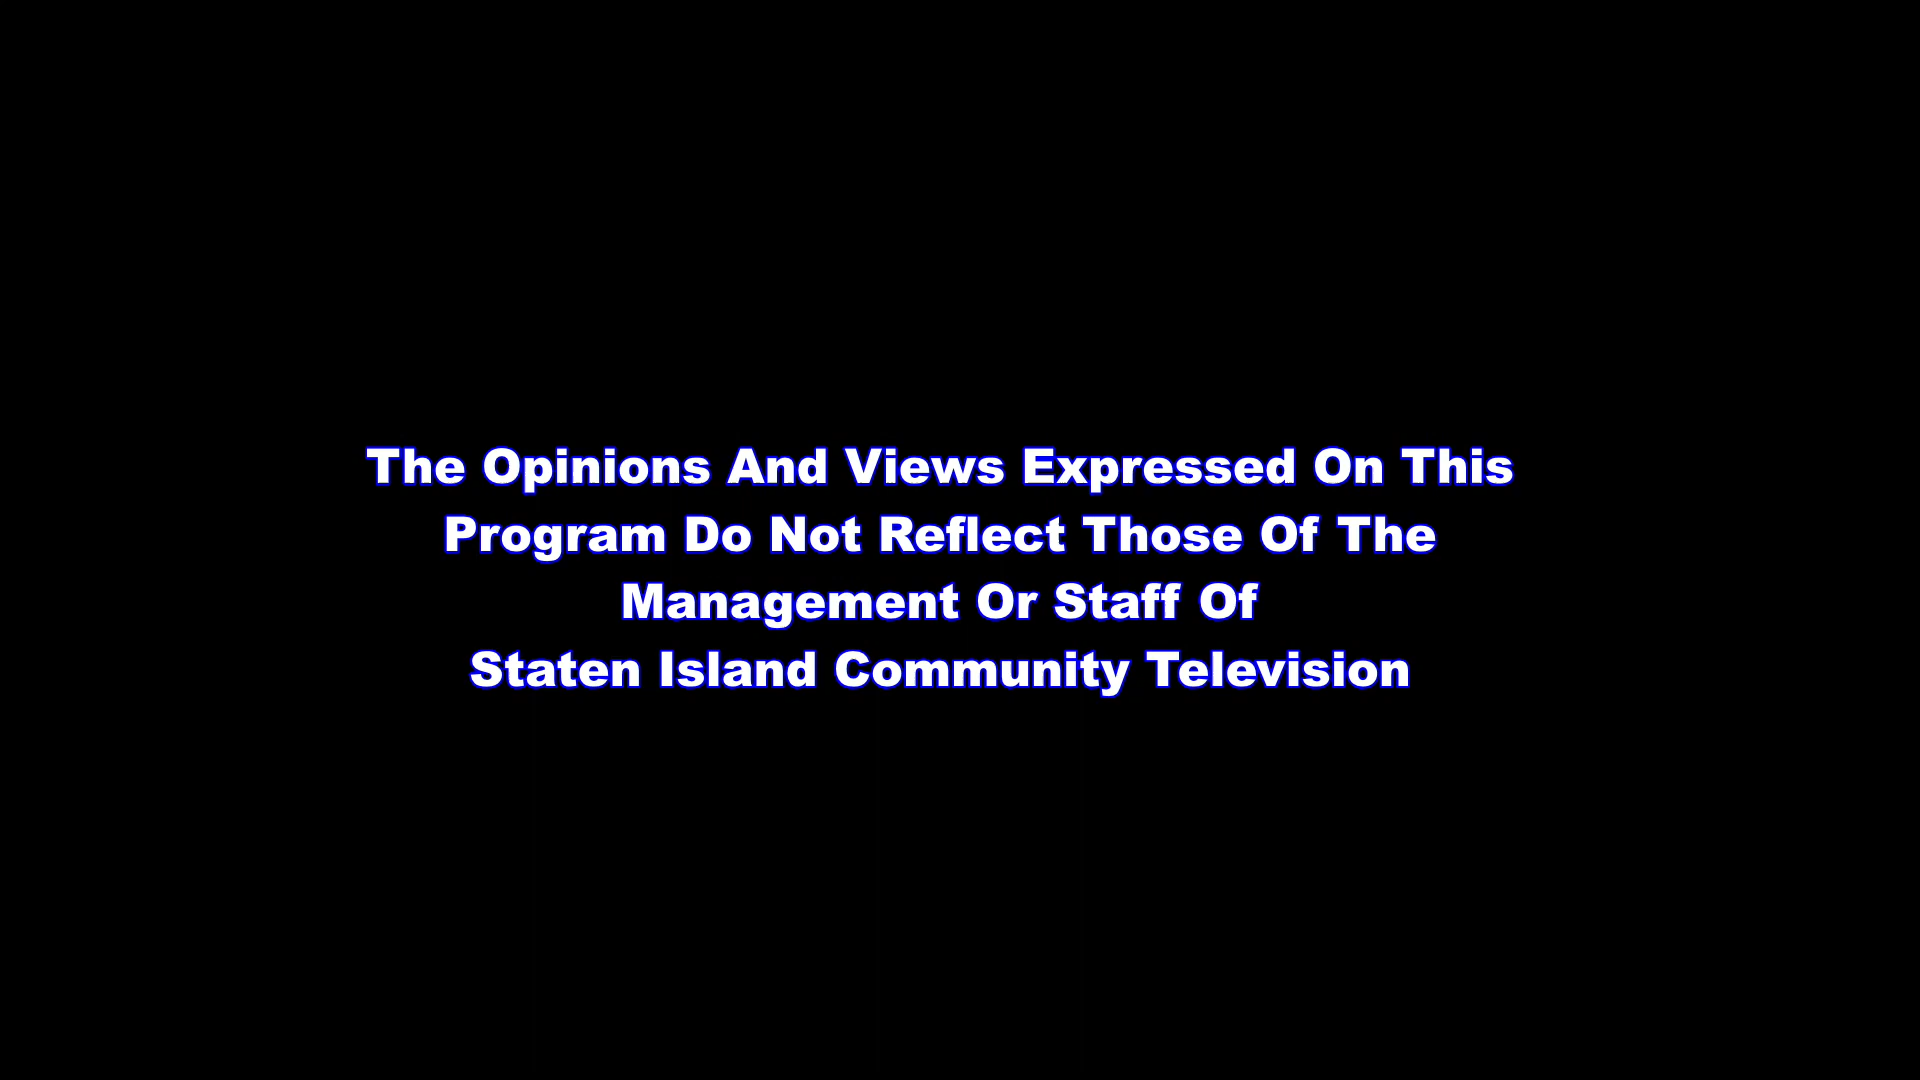 The Opinions And Views Expressed On This
Program Do Not Reflect Those Of The
Management Or Staff Of
Staten Island Community Television